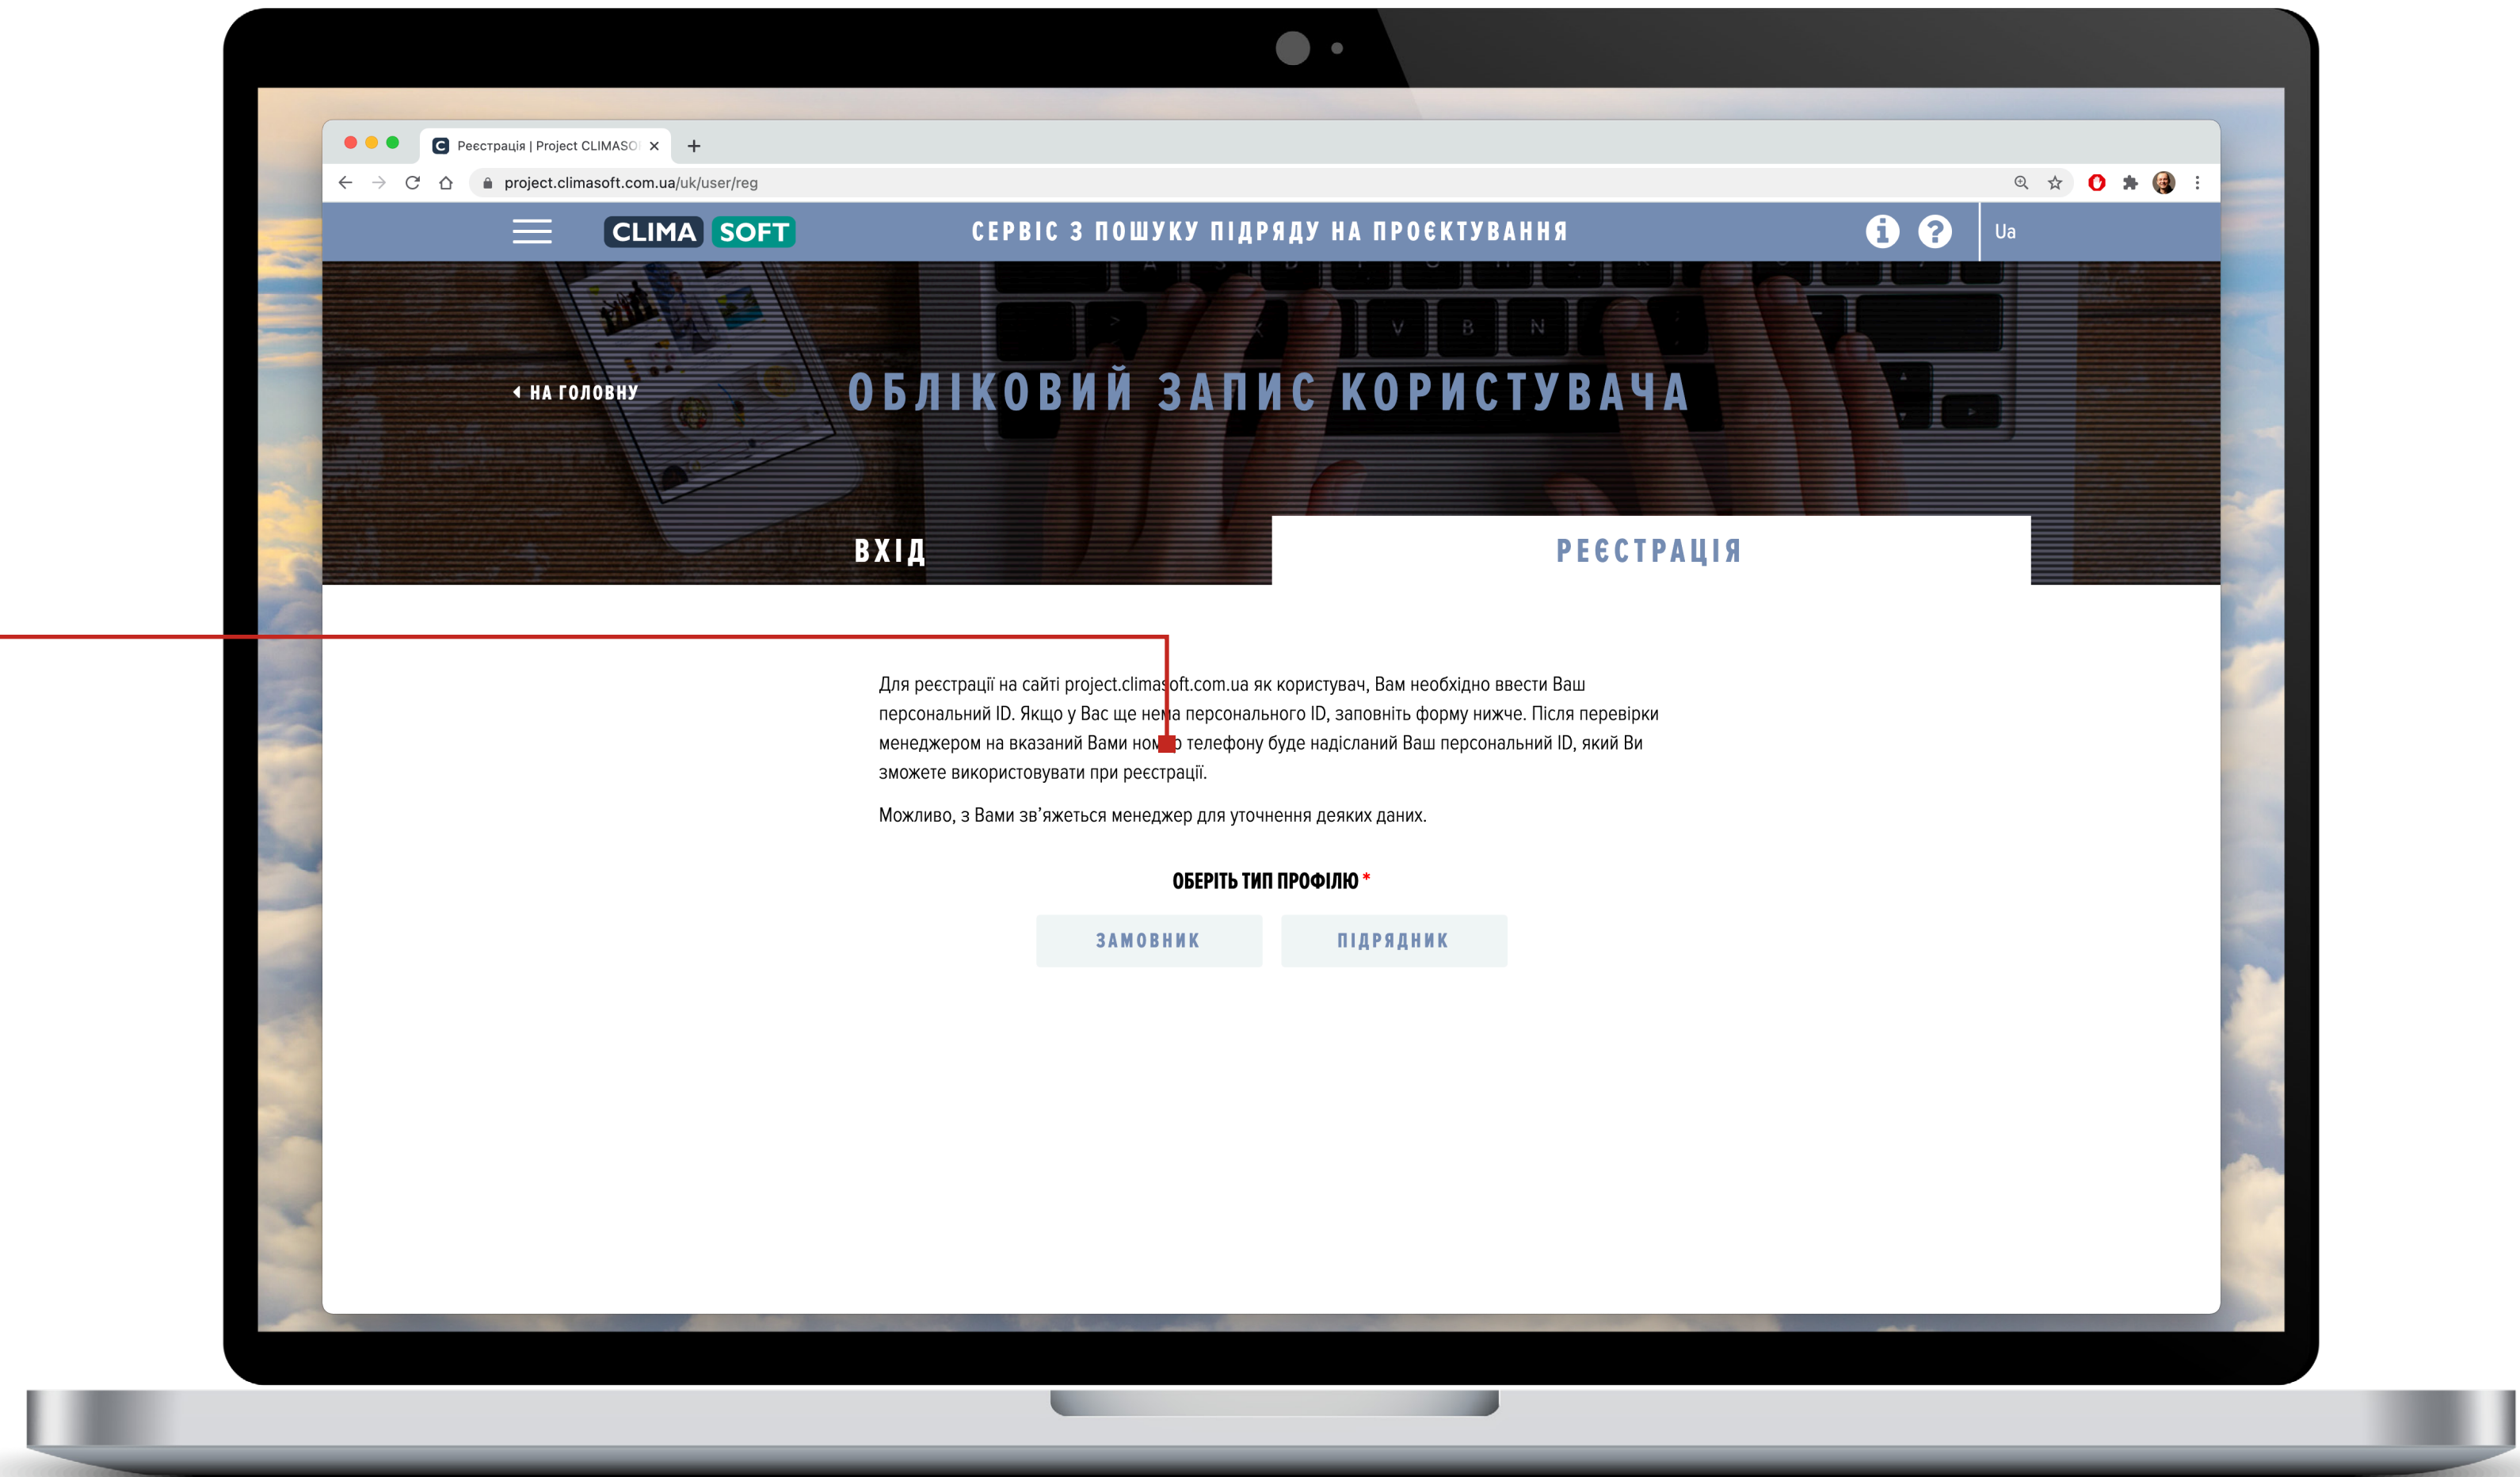 Реєстрація | Project CLIMASO
project.climasoft.com.ua/uk/user/reg
CLIMA SOFT
СЕРВІС З ПОШУКУ ПІДРЯДУ НА ПРОЄКТУВАННЯ
Ua
НА ГОЛОВНУ
ОБЛІКОВИЙ ЗАПИС КОРИСТУВАЧА
ВХІД
РЕЄСТРАЦІЯ
Для реєстрації на сайті project.climasoft.com.ua як користувач, Вам необхідно ввести Ваш
персональний ID. Якщо у Вас ще нема персонального ID, заповніть форму нижче. Після перевірки
менеджером на вказаний Вами номер телефону буде надісланий Ваш персональний ID, який Ви
зможете використовувати при реєстрації.
Можливо, з Вами зв’яжеться менеджер для уточнення деяких даних.
ОБЕРІТЬ ТИП ПРОФІЛЮ *
ЗАМОВНИК
ПІДРЯДНИК